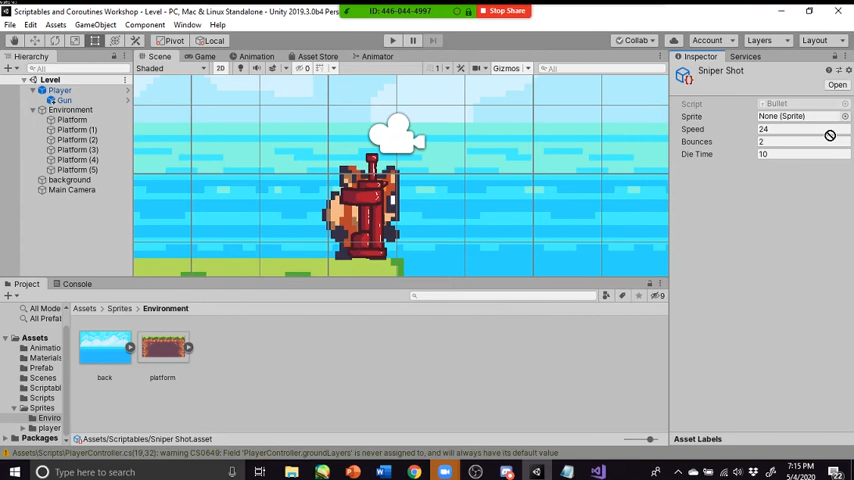 Scriptables and Coroutines Workshop - Level - PC, Mac & Linux Standalone - Unity 2019.3.0b4 Pers
ID: 446-044-4997
Stop Share
File Edit Assets GameObject Component Window Help
Pivot Local
Collab Account Layers Layout
Hierarchy
All
Level
Player
Gun
Environment
Platform
Platform (1)
Platform (2)
Platform (3)
Platform (4)
Platform (5)
background
Main Camera
Scene Game Animation Asset Store Animator
Shaded 2D 0 1 Gizmos All
Inspector Services
Sniper Shot
Open
Script Bullet
Sprite None (Sprite)
Speed 24
Bounces 2
Die Time 10
Project Console
9
All Mode
All Prefat
Assets
Animatio
Materials
Prefab
Scenes
Scriptabl
Scripts
Sprites
Enviro
player
Packages
Assets > Sprites > Environment
back
platform
Assets/Scriptables/Sniper Shot.asset
Asset Labels
Assets\Scripts\PlayerController.cs(19,32): warning CS0649: Field 'PlayerController.groundLayers' is never assigned to, and will always have its default value
Type here to search
7:15 PM
5/4/2020
22